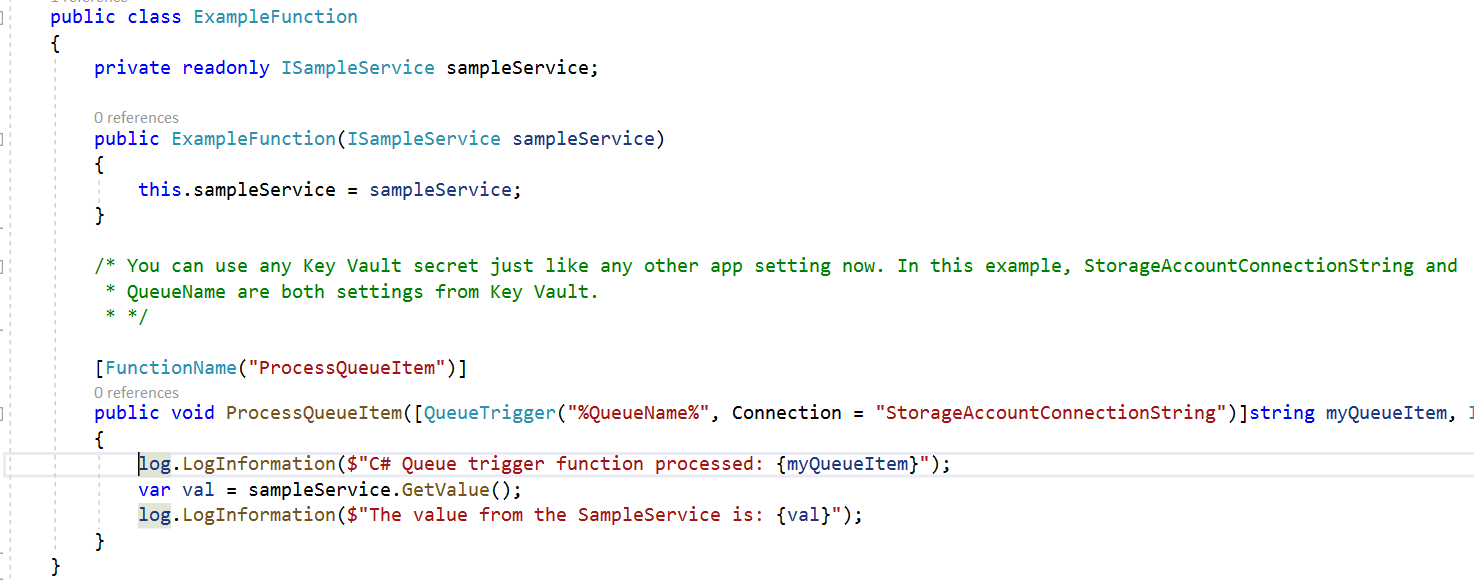 public class ExampleFunction
{
private readonly ISampleService sampleService;
0 references
public ExampleFunction(ISampleService sampleService)
{
this.sampleService = sampleService;
}
/* You can use any Key Vault secret just like any other app setting now. In this example, StorageAccountConnectionString and
* QueueName are both settings from Key Vault.
* */
[FunctionName("ProcessQueueItem")]
0 references
public void ProcessQueueItem([QueueTrigger("%QueueName%", Connection = "StorageAccountConnectionString")]string myQueueItem,
{
log.LogInformation($"C# Queue trigger function processed: {myQueueItem}");
var val = sampleService.GetValue();
log.LogInformation($"The value from the SampleService is: {val}");
}
}